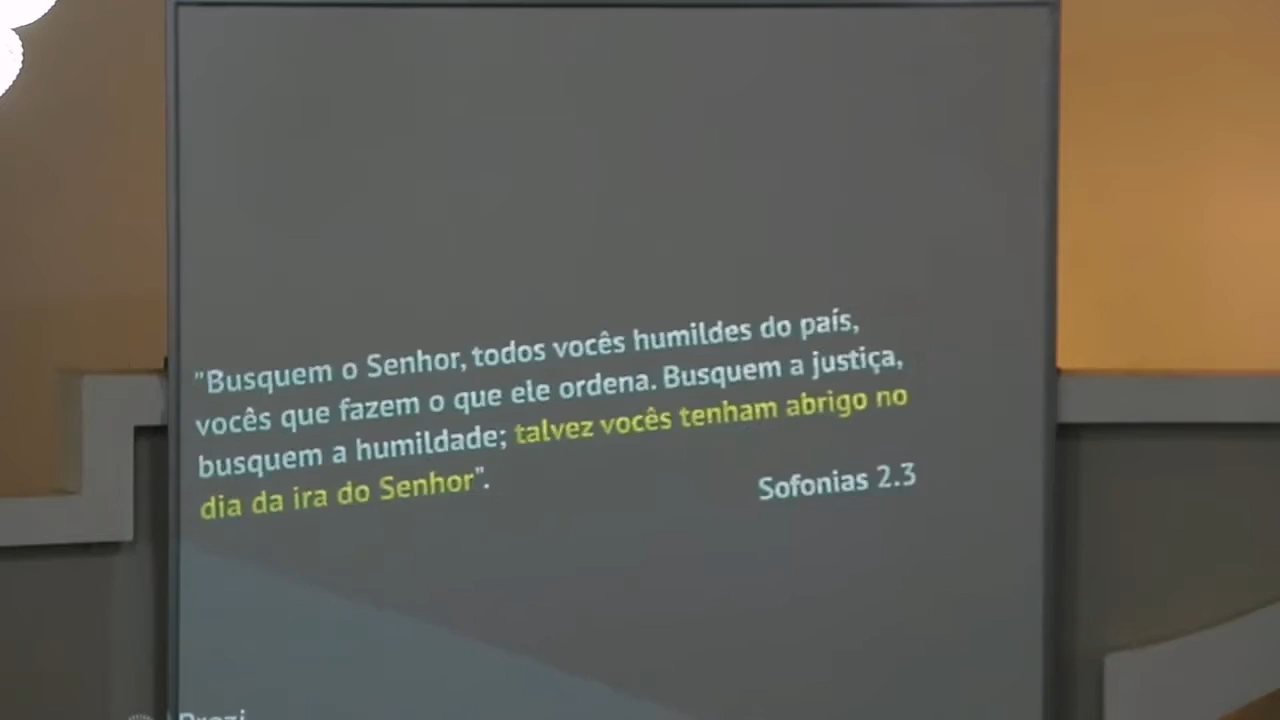 "Busquem o Senhor, todos vocês humildes do país,
vocês que fazem o que ele ordena. Busquem a justiça,
busquem a humildade; talvez vocês tenham abrigo no
dia da ira do Senhor".
Sofonias 2.3
Prezi